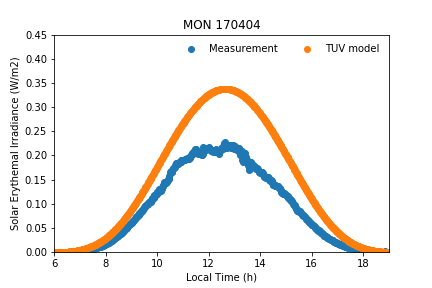 MON 170404
Measurement
TUV model
Solar Erythemal Irradiance (W/m2)
0.45
0.40
0.35
0.30
0.25
0.20
0.15
0.10
0.05
0.00
6 8 10 12 14 16 18
Local Time (h)